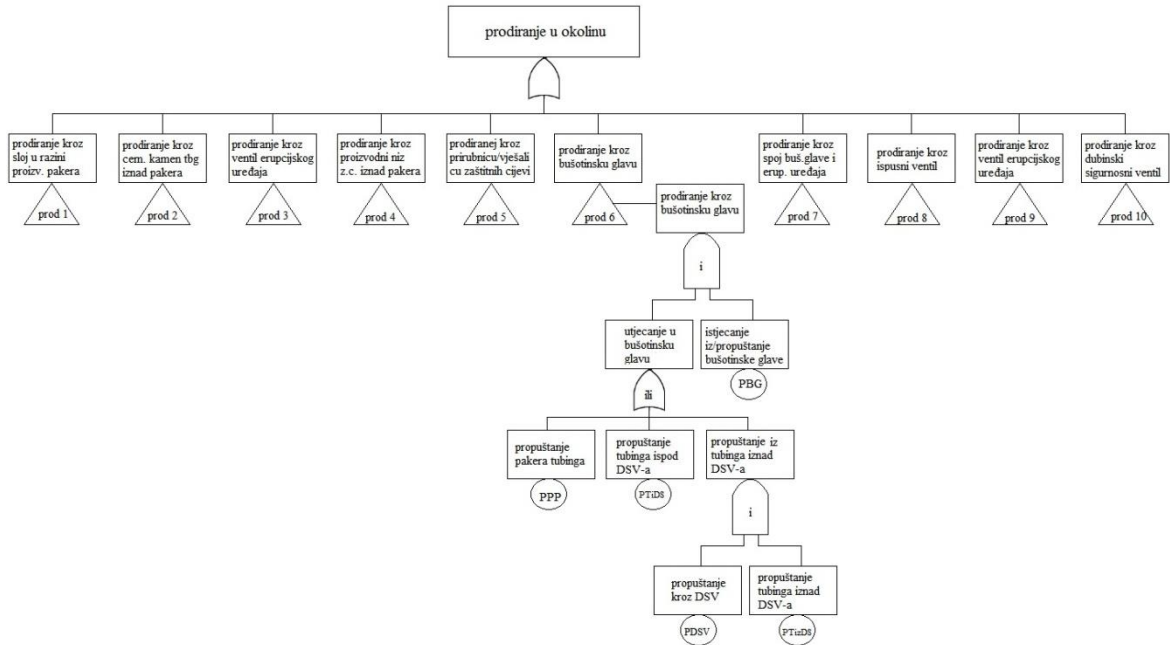 prodiranje u okolinu
prodiranje kroz
sloj u razini
proizv. pakera
prod 1
prodiranje kroz
cem. kamen tbg
iznad pakera
prod 2
prodiranje kroz
ventil erupcijskog
uređaja
prod 3
prodiranje kroz
proizvodni niz
z.c. iznad pakera
prod 4
prodiranej kroz
prirubnicu/vješali
cu zaštitnih cijevi
prod 5
prodiranje kroz
bušotinsku glavu
prod 6
prodiranje kroz
spoj buš.glave i
erup. uređaja
prod 7
prodiranje kroz
ispusni ventil
prod 8
prodiranje kroz
ventil erupcijskog
uređaja
prod 9
prodiranje kroz
dubinski
sigurnosni ventil
prod 10
prodiranje kroz
bušotinsku glavu
i
utjecanje u
bušotinsku
glavu
istjecanje
iz/propuštanje
bušotinske glave
PBG
ili
propuštanje
pakera tubinga
PPP
propuštanje
tubinga ispod
DSV-a
PTiDS
propuštanje iz
tubinga iznad
DSV-a
i
propuštanje
kroz DSV
PDSV
propuštanje
tubinga iznad
DSV-a
PTizDS